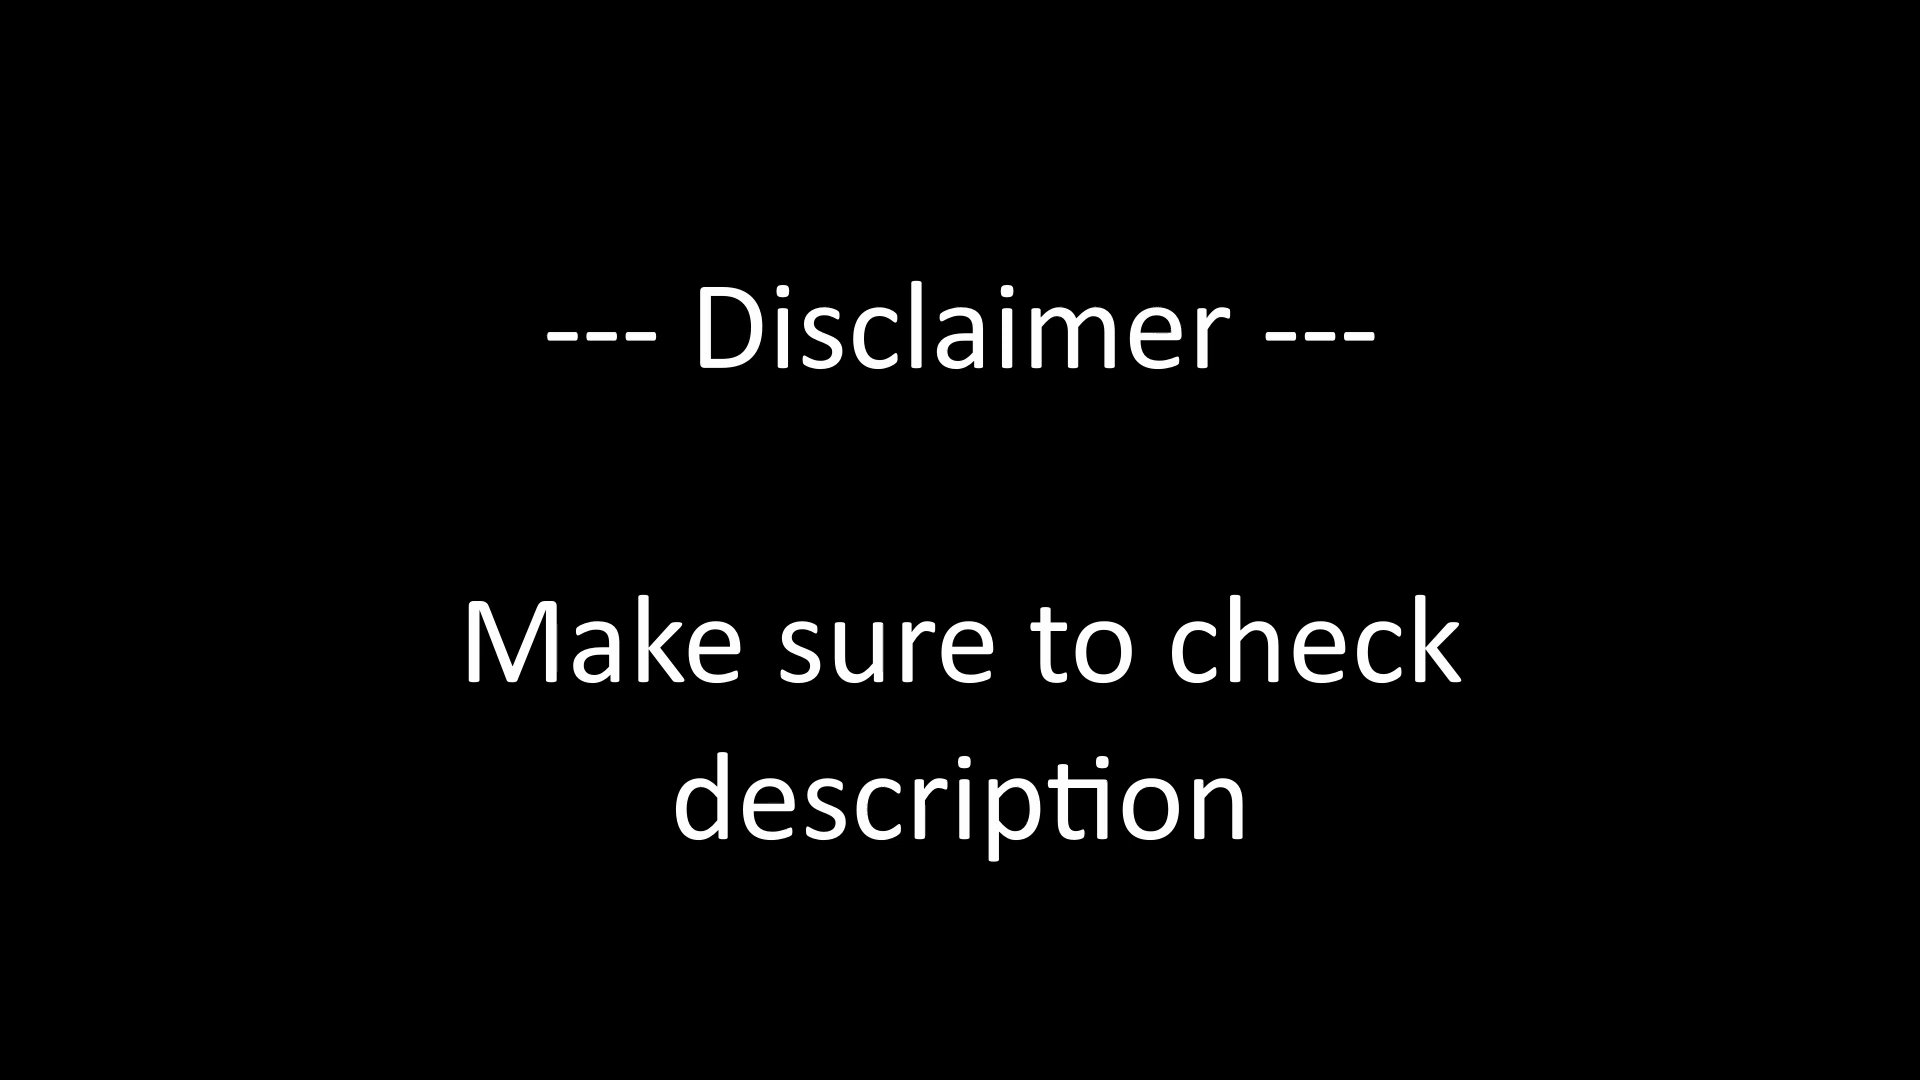 --- Disclaimer ---
Make sure to check
description